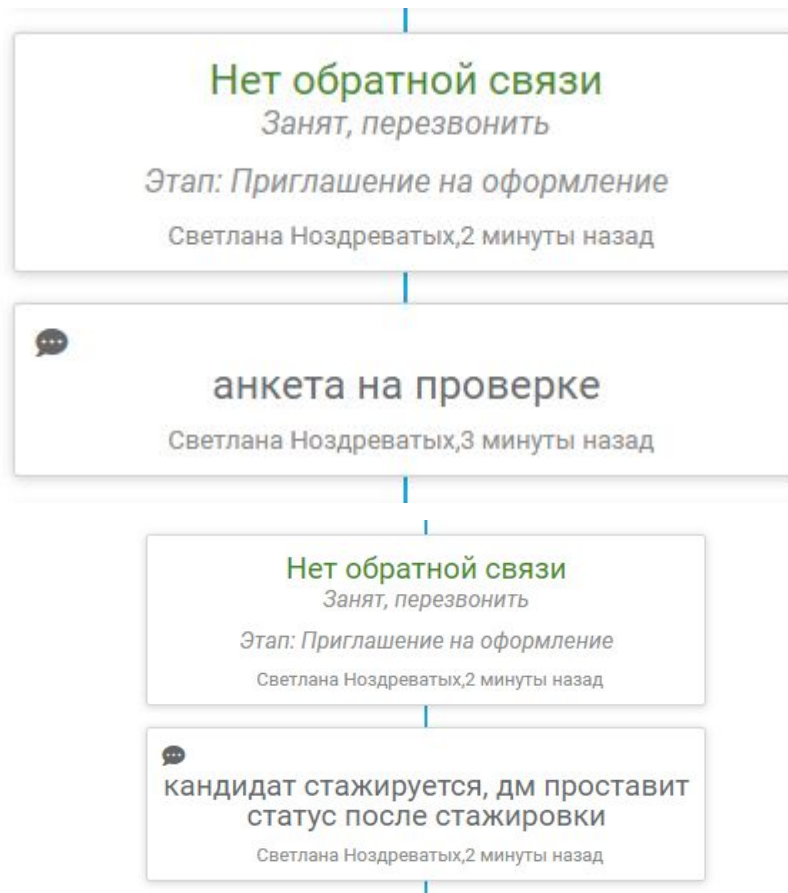 Нет обратной связи
Занят, перезвонить
Этап: Приглашение на оформление
Светлана Ноздреватых,2 минуты назад
анкета на проверке
Светлана Ноздреватых,3 минуты назад
Нет обратной связи
Занят, перезвонить
Этап: Приглашение на оформление
Светлана Ноздреватых,2 минуты назад
кандидат стажируется, дм проставит
статус после стажировки
Светлана Ноздреватых,2 минуты назад